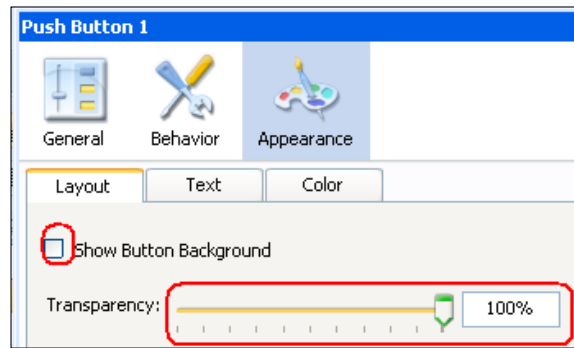 Push Button 1
General Behavior Appearance
Layout Text Color
Show Button Background
Transparency: 100%